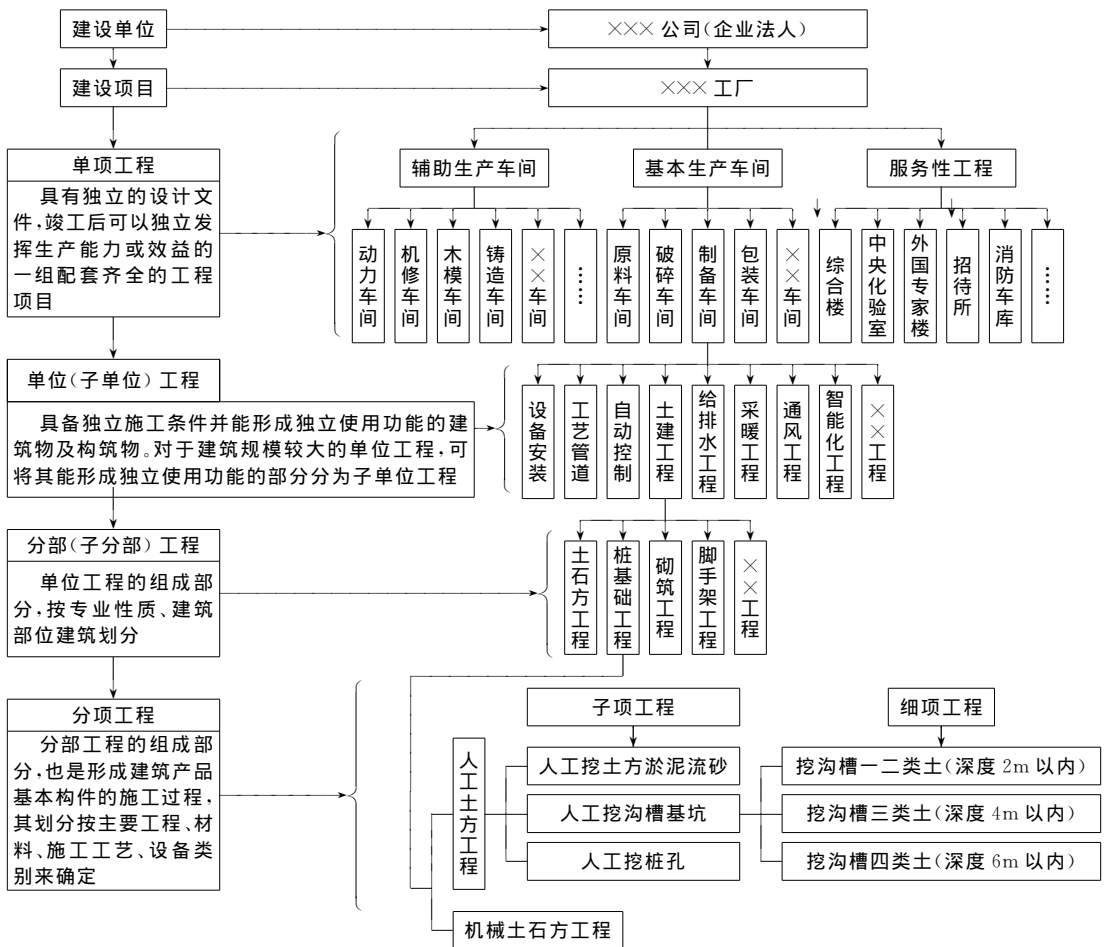 建设单位
×××公司(企业法人)
建设项目
×××工厂
单项工程
具有独立的设计文
件,竣工后可以独立发
挥生产能力或效益的
一组配套齐全的工程
项目
辅助生产车间
基本生产车间
服务性工程
动力车间
机修车间
木模车间
铸造车间
××车间
……
原料车间
破碎车间
制备车间
包装车间
××车间
综合楼
中央化验室
外国专家楼
招待所
消防车库
……
单位(子单位)工程
具备独立施工条件并能形成独立使用功能的建
筑物及构筑物。对于建筑规模较大的单位工程,可
将其能形成独立使用功能的部分分为子单位工程
设备安装
工艺管道
自动控制
土建工程
给排水工程
采暖工程
通风工程
智能化工程
××工程
分部(子分部)工程
单位工程的组成部
分,按专业性质、建筑
部位建筑划分
土石方工程
桩基础工程
砌筑工程
脚手架工程
××工程
分项工程
分部工程的组成部
分,也是形成建筑产品
基本构件的施工过程,
其划分按主要工程、材
料、施工工艺、设备类
别来确定
子项工程
细项工程
人工土方工程
人工挖土方淤泥流砂
挖沟槽一二类土(深度 2m 以内)
人工挖沟槽基坑
挖沟槽三类土(深度 4m 以内)
人工挖桩孔
挖沟槽四类土(深度 6m 以内)
机械土石方工程